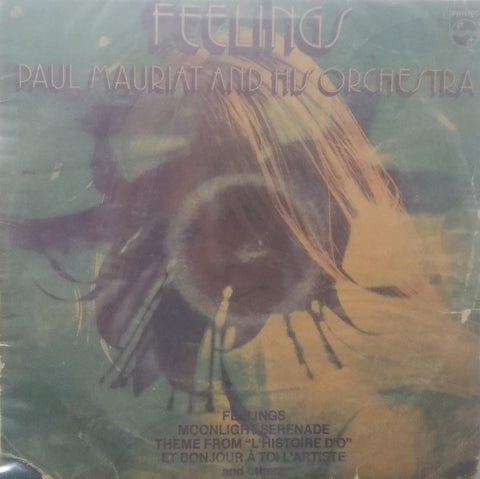 FEELINGS
PHILIPS
PAUL MAURIAT AND HIS ORCHESTRA
FEELINGS
MOONLIGHT SERENADE
THEME FROM "L'HISTOIRE D'O"
ET BONJOUR À TOI L'ARTISTE
and others